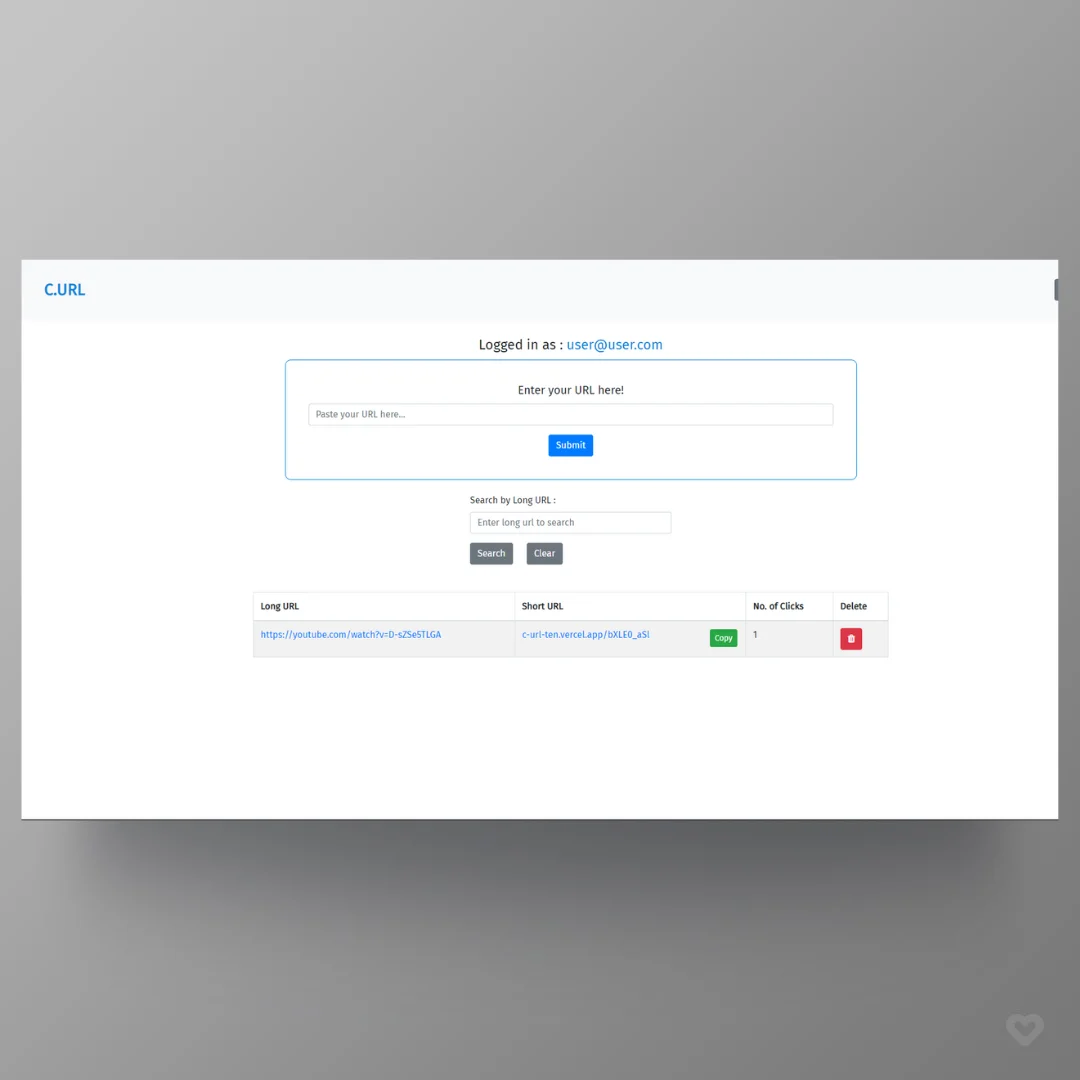 C.URL
Logged in as : user@user.com
Enter your URL here!
Paste your URL here...
Submit
Search by Long URL :
Enter long url to search
Search Clear
Long URL Short URL No. of Clicks Delete
https://youtube.com/watch?v=D-sZSe5TLGA c-url-ten.vercel.app/bXLE0_aSl Copy 1